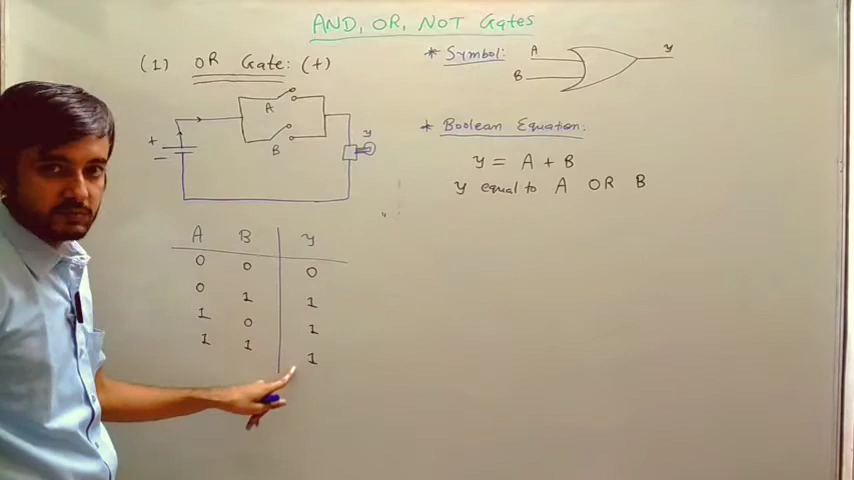 AND, OR, NOT Gates
(1) OR Gate: (+)
A
B
+
-
y
A B y
0 0 0
0 1 1
1 0 1
1 1 1
* Symbol:
A
B
y
* Boolean Equation:
y = A + B
y equal to A OR B